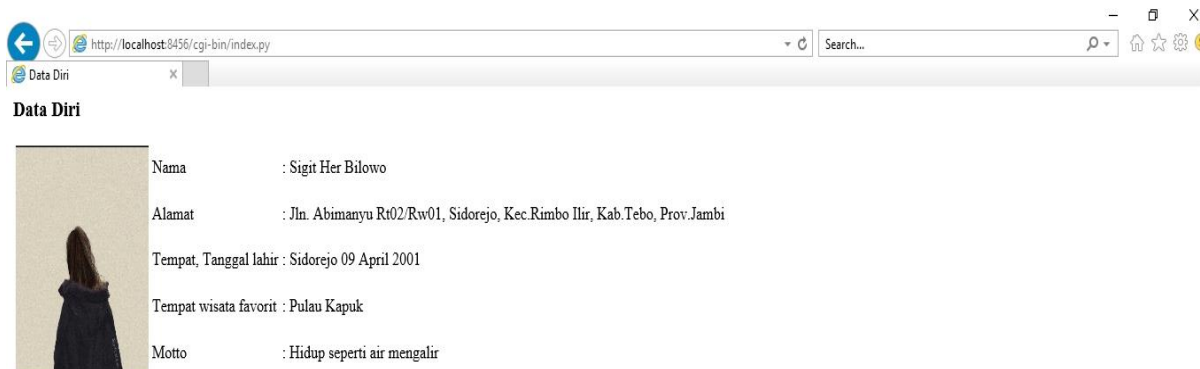 http://localhost:8456/cgi-bin/index.py
Search...
Data Diri
Data Diri
Nama : Sigit Her Bilowo
Alamat : Jln. Abimanyu Rt02/Rw01, Sidorejo, Kec.Rimbo Ilir, Kab.Tebo, Prov.Jambi
Tempat, Tanggal lahir : Sidorejo 09 April 2001
Tempat wisata favorit : Pulau Kapuk
Motto : Hidup seperti air mengalir